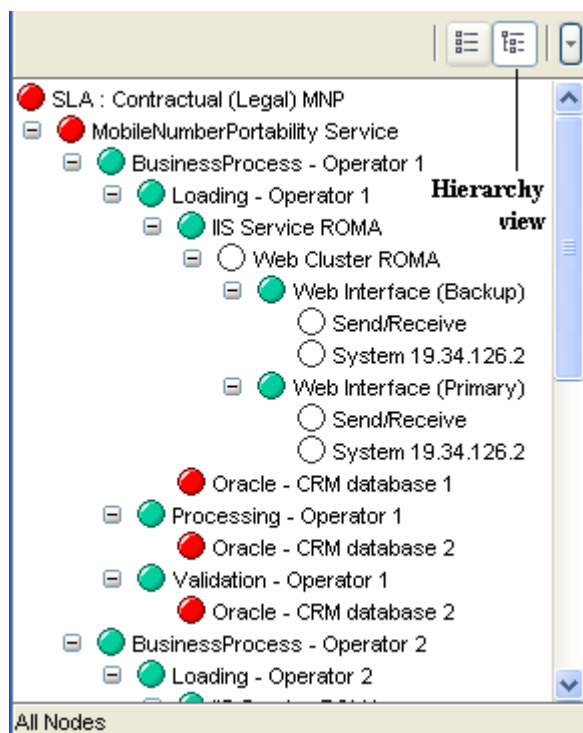 SLA : Contractual (Legal) MNP
MobileNumberPortability Service
BusinessProcess - Operator 1
Loading - Operator 1
Hierarchy
view
IIS Service ROMA
Web Cluster ROMA
Web Interface (Backup)
Send/Receive
System 19.34.126.2
Web Interface (Primary)
Send/Receive
System 19.34.126.2
Oracle - CRM database 1
Processing - Operator 1
Oracle - CRM database 2
Validation - Operator 1
Oracle - CRM database 2
BusinessProcess - Operator 2
Loading - Operator 2
All Nodes